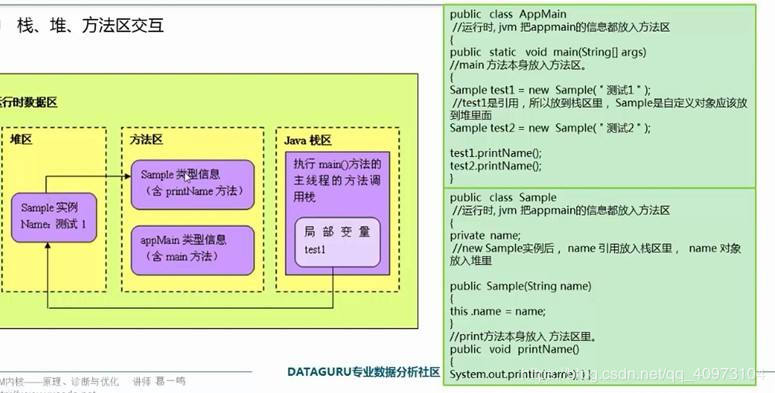 栈、堆、方法区交互
运行时数据区
堆区
方法区
Java 栈区
Sample 实例
Name: 测试 1
Sample 类型信息
（含 printName 方法）
appMain 类型信息
（含 main 方法）
执行 main()方法的
主线程的方法调
用栈
局 部 变 量
test1
public class AppMain
//运行时, jvm 把appmain的信息都放入方法区
{
public static void main(String[] args)
//main 方法本身放入方法区。
{
Sample test1 = new Sample( " 测试1 " );
//test1是引用，所以放到栈区里， Sample是自定义对象应该放
到堆里面
Sample test2 = new Sample( " 测试2 " );
test1.printName();
test2.printName();
}
public class Sample
//运行时, jvm 把appmain的信息都放入方法区
{
private name;
//new Sample实例后， name 引用放入栈区里， name 对象
放入堆里
public Sample(String name)
{
this .name = name;
}
//print方法本身放入 方法区里。
public void printName()
{
System.out.println(name); } }
DATAGURU专业数据分析社区
M内核——原理、诊断与优化 讲师 葛一鸣